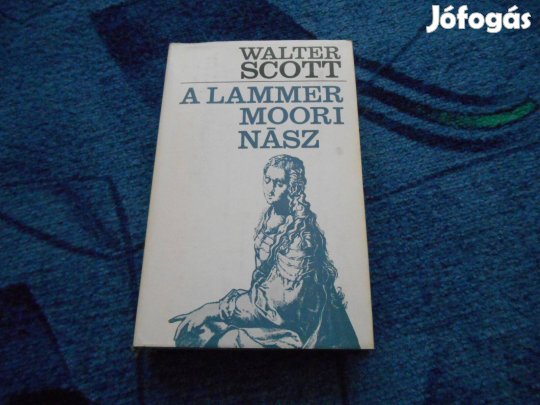 Jófogás
WALTER
SCOTT
A LAMMER
MOORI
NÁSZ